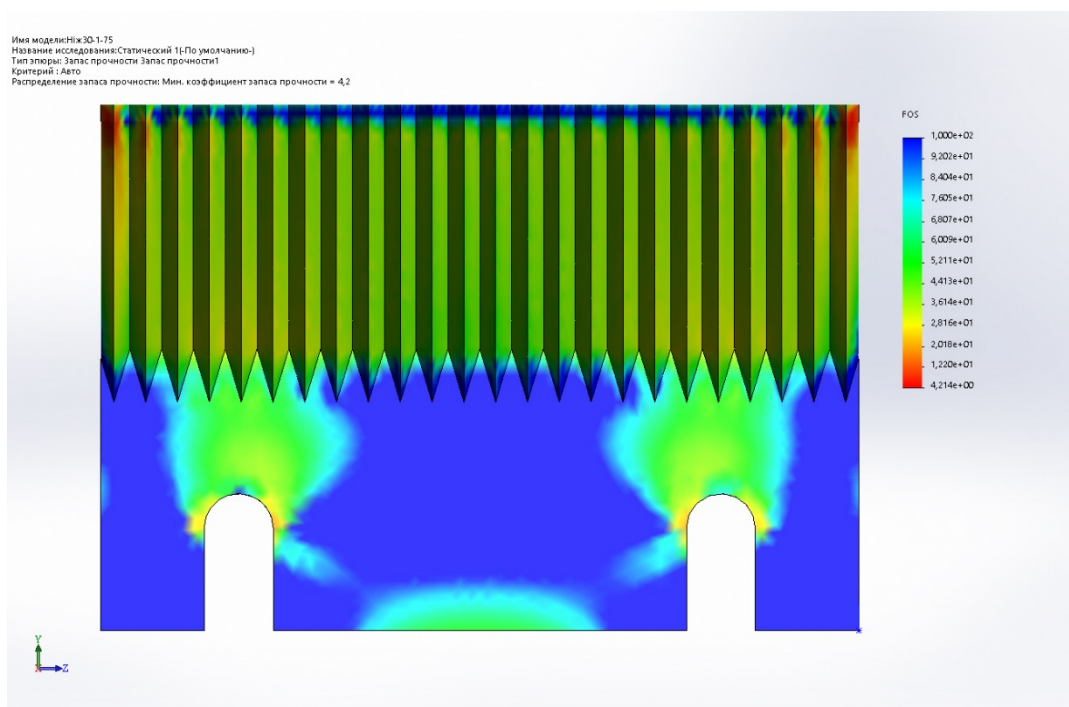 Имя модели:Ніж30-1-75
Название исследования:Статический 1(-По умолчанию-)
Тип эпюры: Запас прочности Запас прочности1
Критерий : Авто
Распределение запаса прочности: Мин. коэффициент запаса прочности = 4,2
FOS
1,000e+02
9,202e+01
8,404e+01
7,605e+01
6,807e+01
6,009e+01
5,211e+01
4,413e+01
3,614e+01
2,816e+01
2,018e+01
1,220e+01
4,214e+00
Y
Z